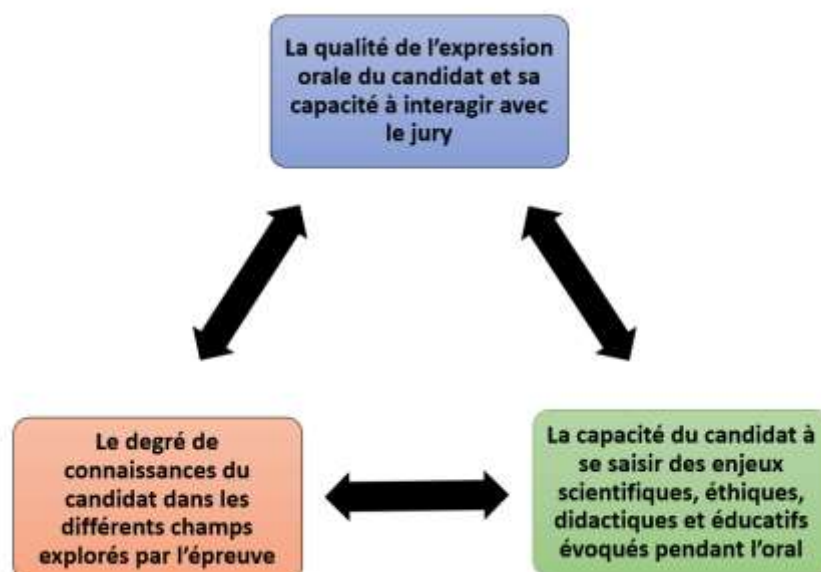 La qualité de l'expression
orale du candidat et sa
capacité à interagir avec
le jury
Le degré de
connaissances du
candidat dans les
différents champs
explorés par l'épreuve
La capacité du candidat à
se saisir des enjeux
scientifiques, éthiques,
didactiques et éducatifs
évoqués pendant l'oral